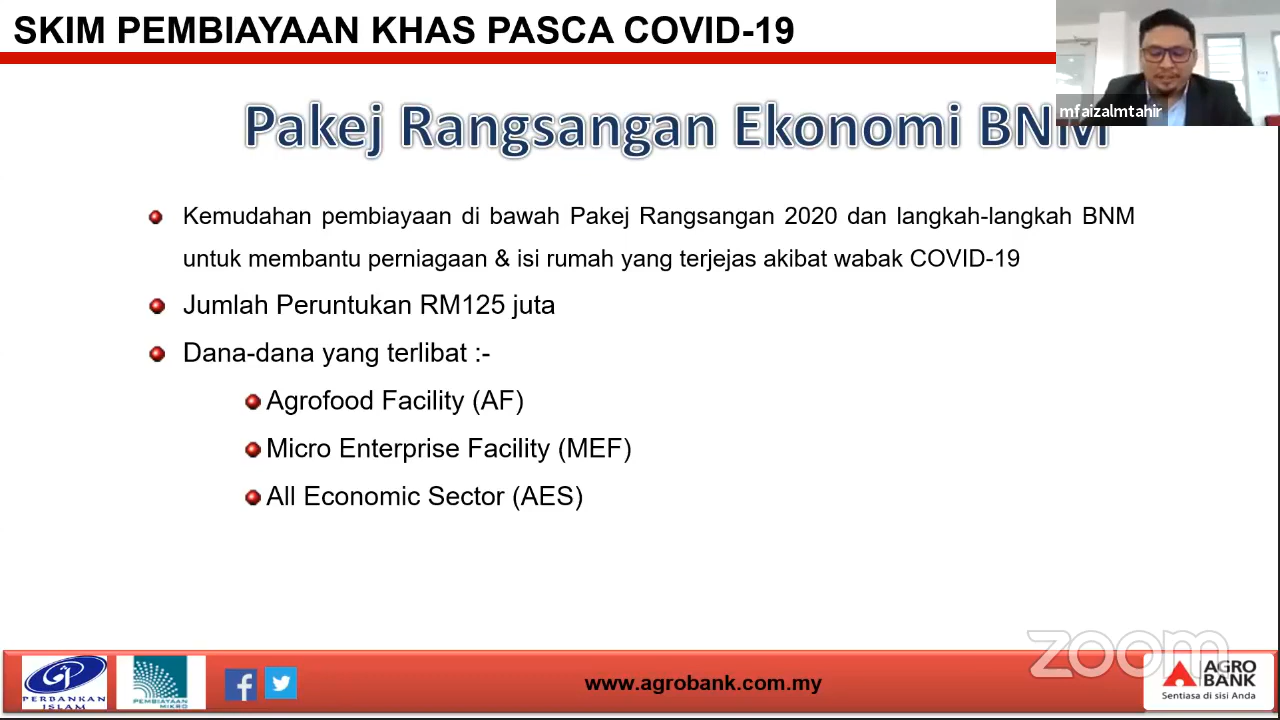 SKIM PEMBIAYAAN KHAS PASCA COVID-19
mfaizalmtahir
Pakej Rangsangan Ekonomi BNM
Kemudahan pembiayaan di bawah Pakej Rangsangan 2020 dan langkah-langkah BNM
untuk membantu perniagaan & isi rumah yang terjejas akibat wabak COVID-19
Jumlah Peruntukan RM125 juta
Dana-dana yang terlibat :-
Agrofood Facility (AF)
Micro Enterprise Facility (MEF)
All Economic Sector (AES)
zoom
PERBANKAN
ISLAM
PEMBIAYAAN
MIKRO
www.agrobank.com.my
AGRO
BANK
Sentiasa di sisi Anda